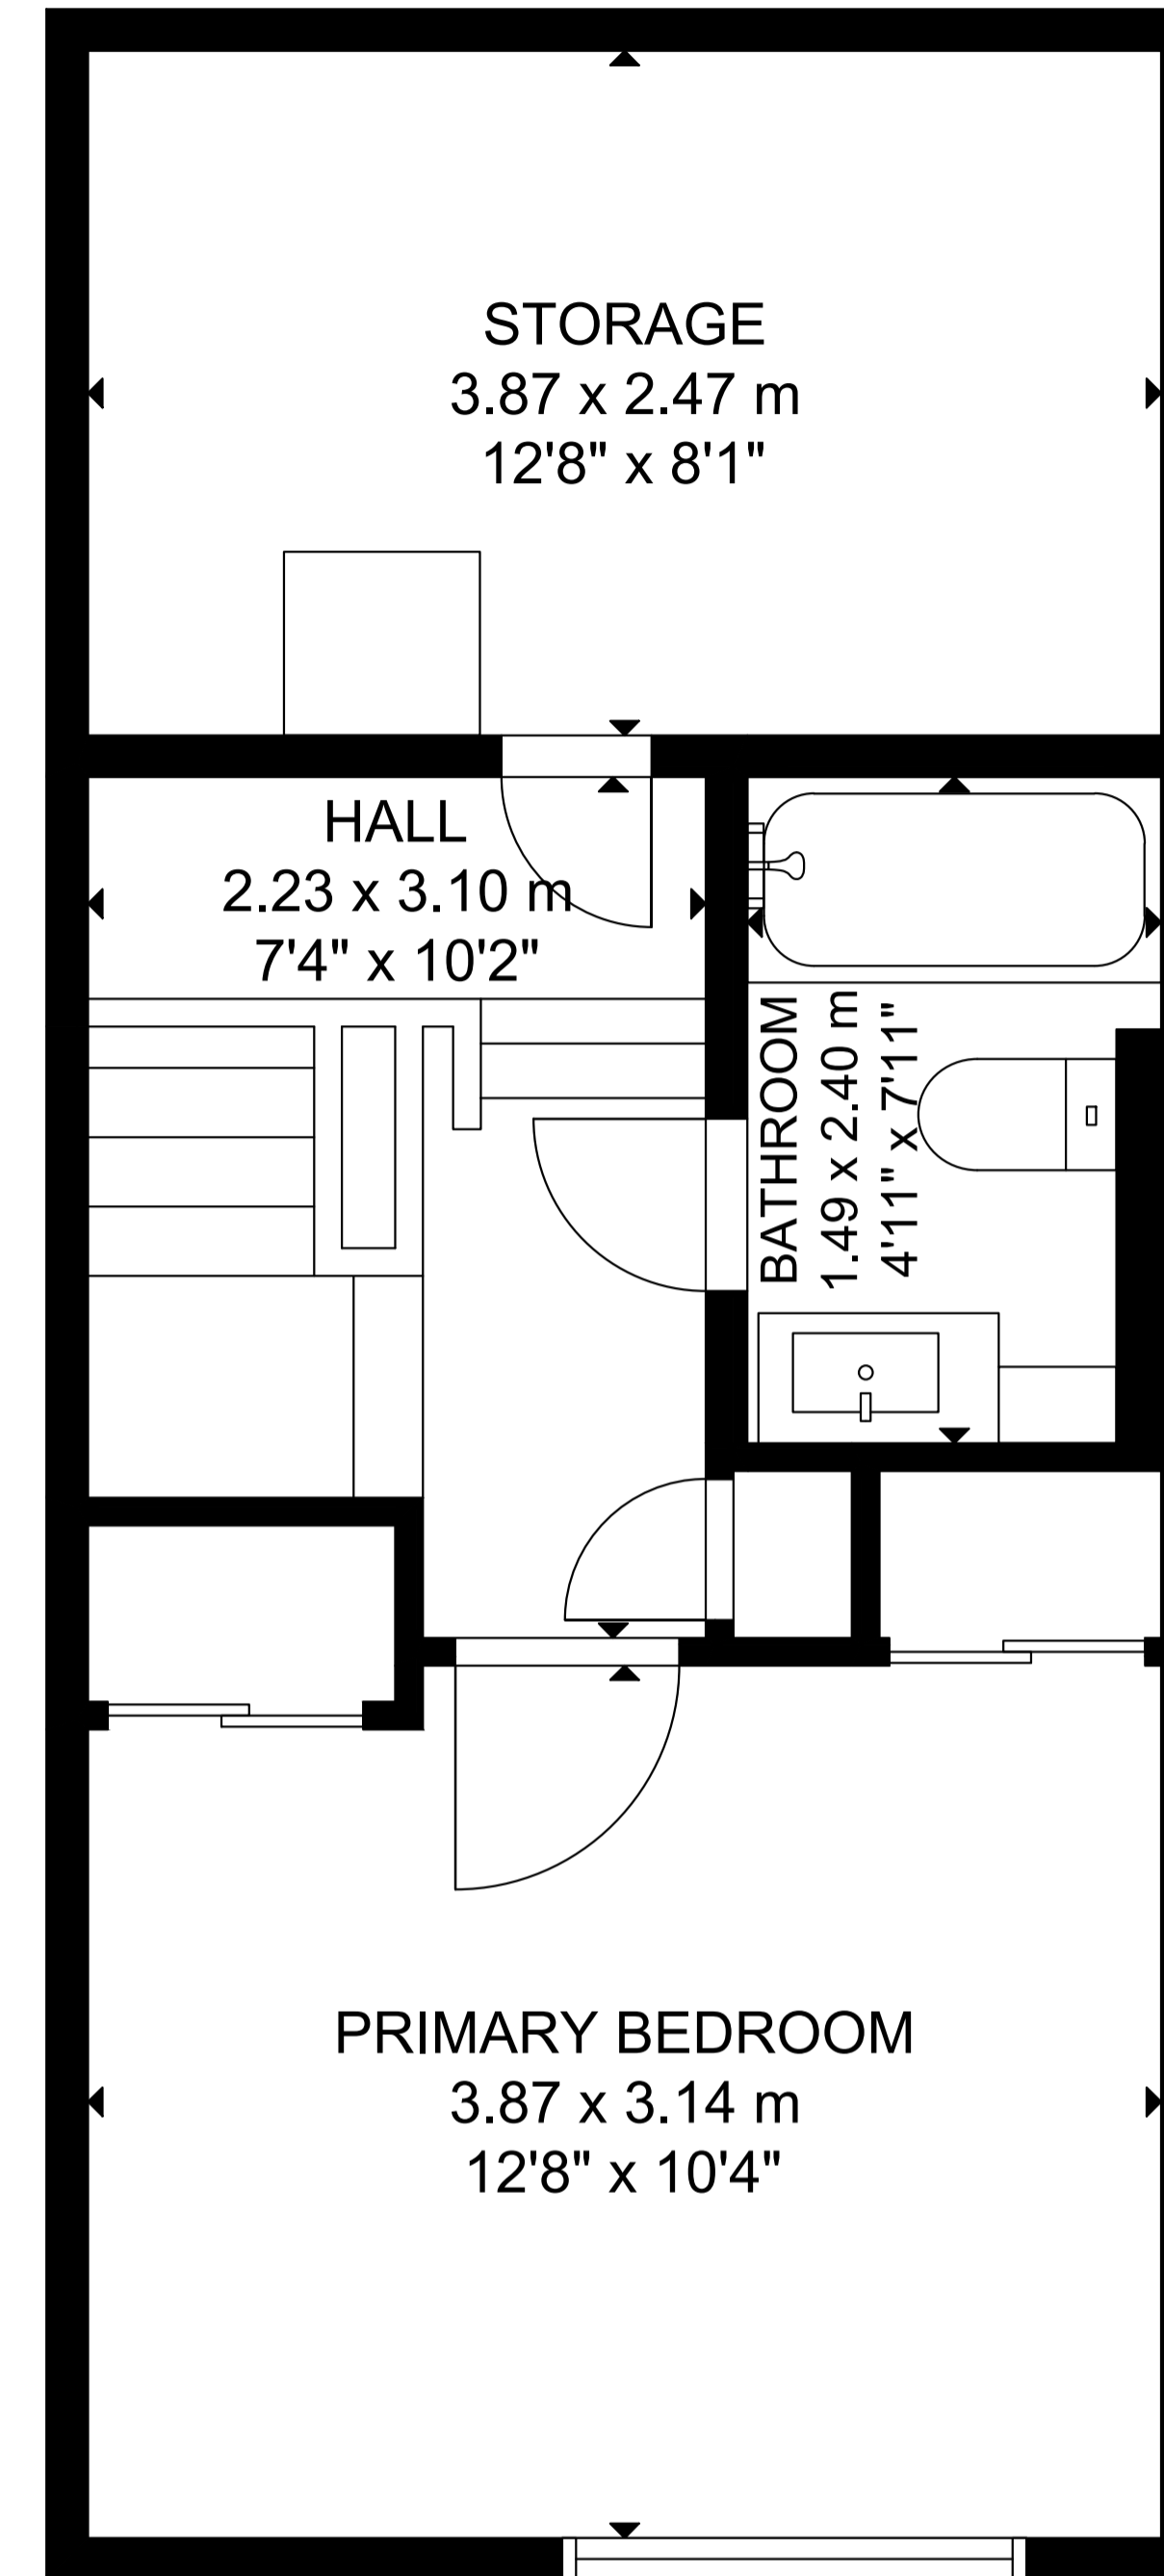 STORAGE
3.87 x 2.47 m
12'8" x 8'1"
HALL
2.23 x 3.10 m
7'4" x 10'2"
BATHROOM
1.49 x 2.40 m
4'11" x 7'11"
PRIMARY BEDROOM
3.87 x 3.14 m
12'8" x 10'4"